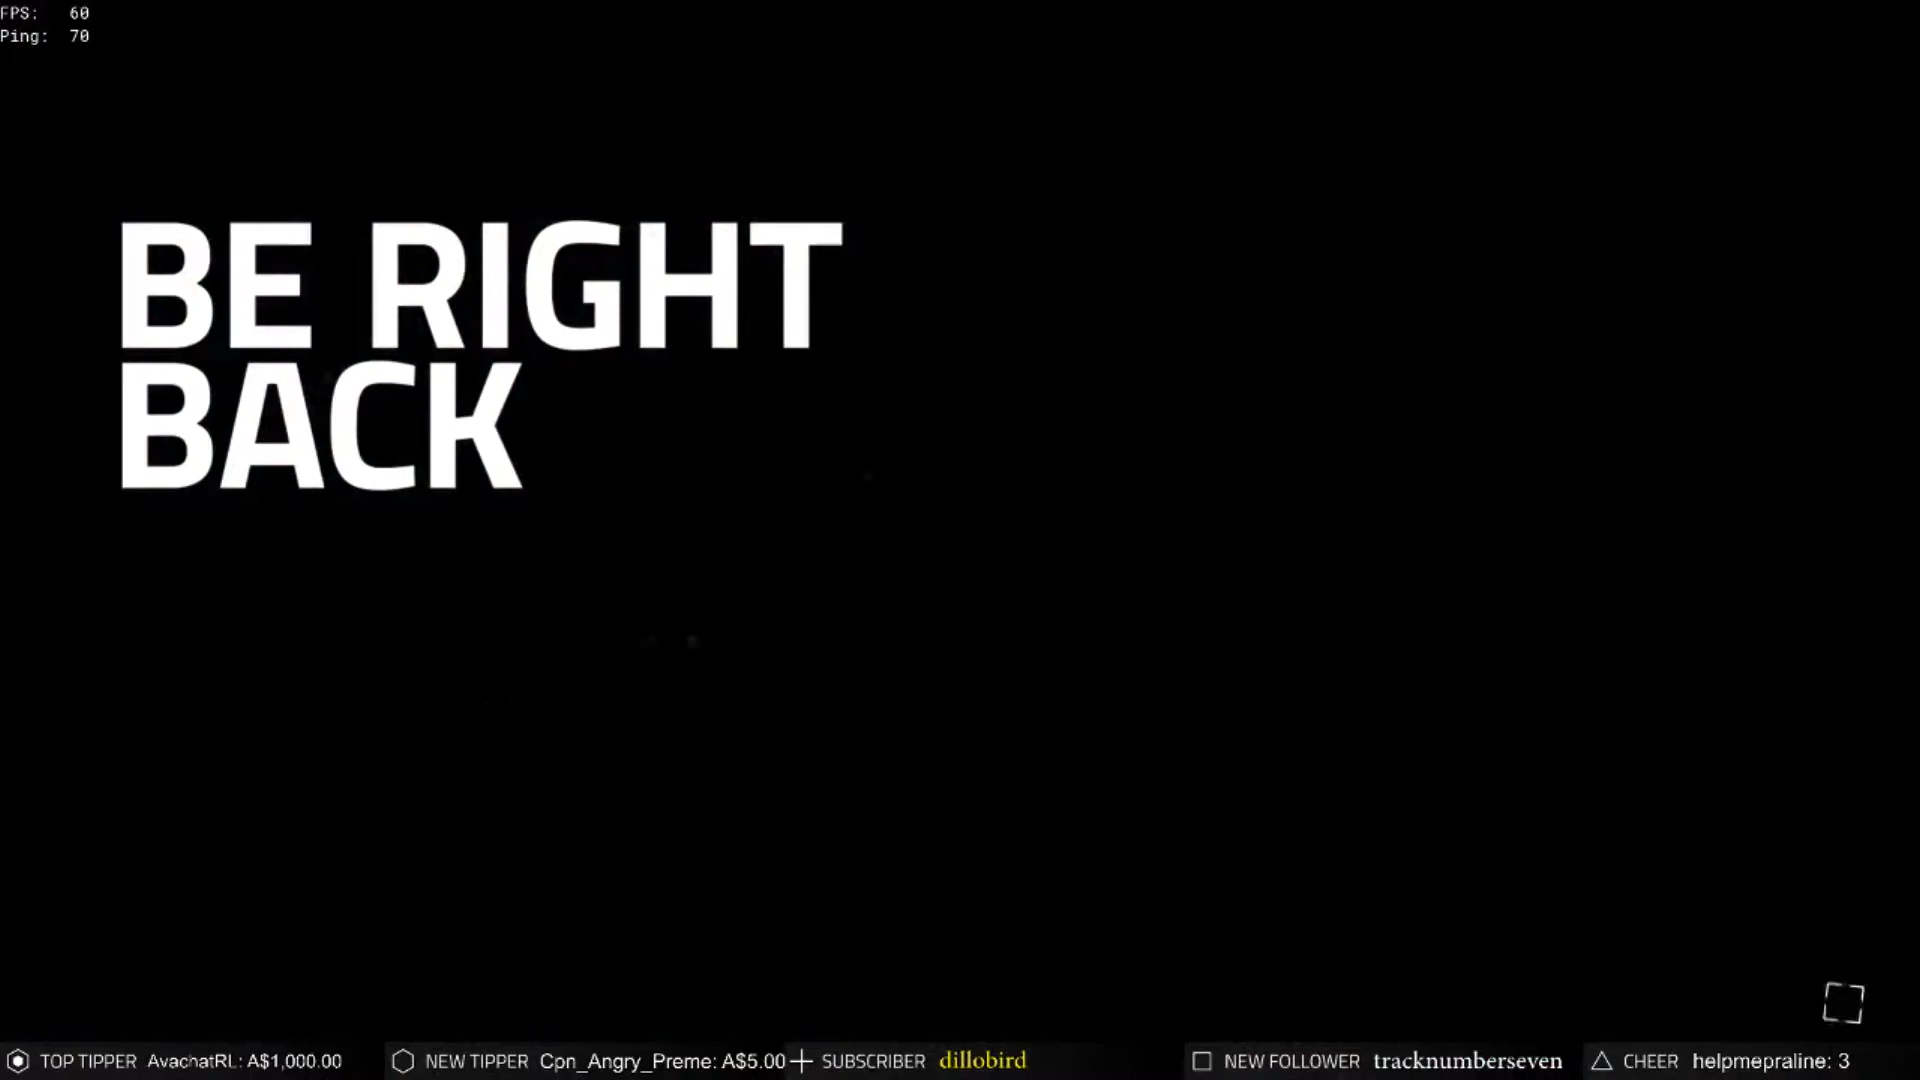 FPS: 60
Ping: 70
BE RIGHT
BACK
TOP TIPPER AvachatRL: A$1,000.00 NEW TIPPER Cpn_Angry_Preme: A$5.00 SUBSCRIBER dillobird NEW FOLLOWER tracknumberseven CHEER helpmepraline: 3